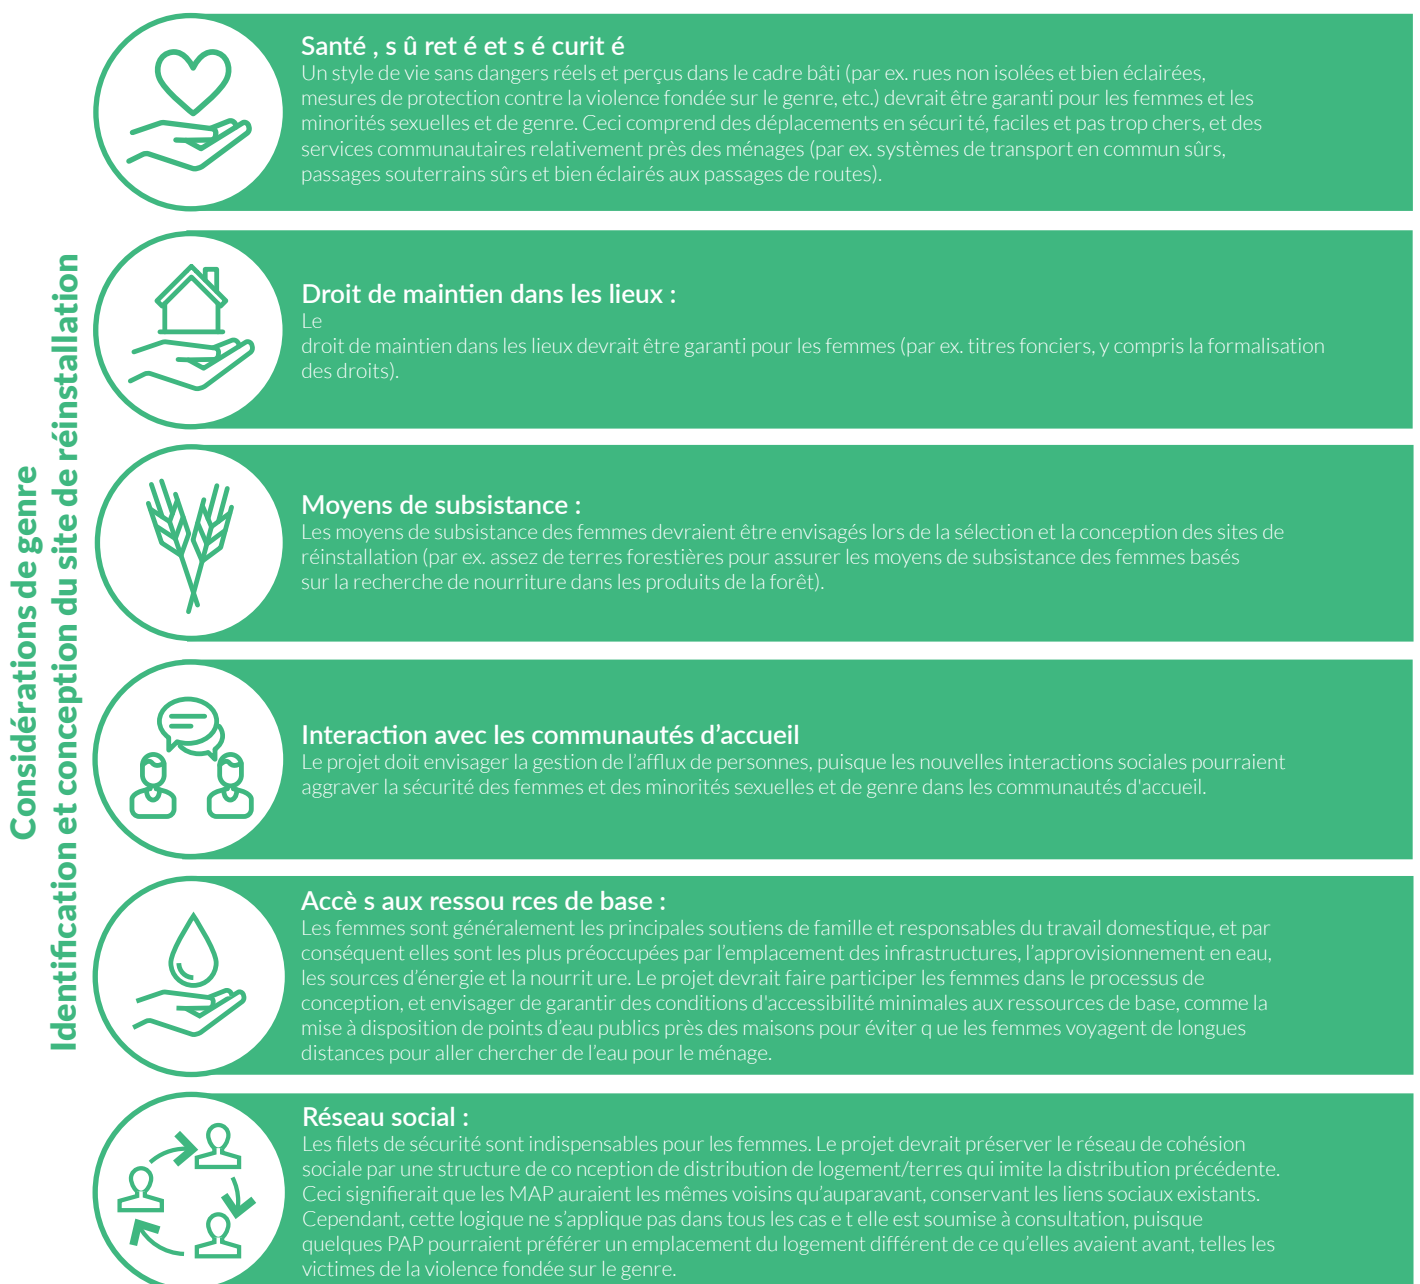 Considérations de genre
Identification et conception du site de réinstallation
Santé , s û ret é et s é curit é
Un style de vie sans dangers réels et perçus dans le cadre bâti (par ex. rues non isolées et bien éclairées,
mesures de protection contre la violence fondée sur le genre, etc.) devrait être garanti pour les femmes et les
minorités sexuelles et de genre. Ceci comprend des déplacements en sécuri té, faciles et pas trop chers, et des
services communautaires relativement près des ménages (par ex. systèmes de transport en commun sûrs,
passages souterrains sûrs et bien éclairés aux passages de routes).
Droit de maintien dans les lieux :
Le
droit de maintien dans les lieux devrait être garanti pour les femmes (par ex. titres fonciers, y compris la formalisation
des droits).
Moyens de subsistance :
Les moyens de subsistance des femmes devraient être envisagés lors de la sélection et la conception des sites de
réinstallation (par ex. assez de terres forestières pour assurer les moyens de subsistance des femmes basés
sur la recherche de nourriture dans les produits de la forêt).
Interaction avec les communautés d’accueil
Le projet doit envisager la gestion de l’afflux de personnes, puisque les nouvelles interactions sociales pourraient
aggraver la sécurité des femmes et des minorités sexuelles et de genre dans les communautés d'accueil.
Accè s aux ressou rces de base :
Les femmes sont généralement les principales soutiens de famille et responsables du travail domestique, et par
conséquent elles sont les plus préoccupées par l’emplacement des infrastructures, l’approvisionnement en eau,
les sources d’énergie et la nourrit ure. Le projet devrait faire participer les femmes dans le processus de
conception, et envisager de garantir des conditions d'accessibilité minimales aux ressources de base, comme la
mise à disposition de points d’eau publics près des maisons pour éviter q ue les femmes voyagent de longues
distances pour aller chercher de l’eau pour le ménage.
Réseau social :
Les filets de sécurité sont indispensables pour les femmes. Le projet devrait préserver le réseau de cohésion
sociale par une structure de co nception de distribution de logement/terres qui imite la distribution précédente.
Ceci signifierait que les MAP auraient les mêmes voisins qu’auparavant, conservant les liens sociaux existants.
Cependant, cette logique ne s’applique pas dans tous les cas e t elle est soumise à consultation, puisque
quelques PAP pourraient préférer un emplacement du logement différent de ce qu’elles avaient avant, telles les
victimes de la violence fondée sur le genre.